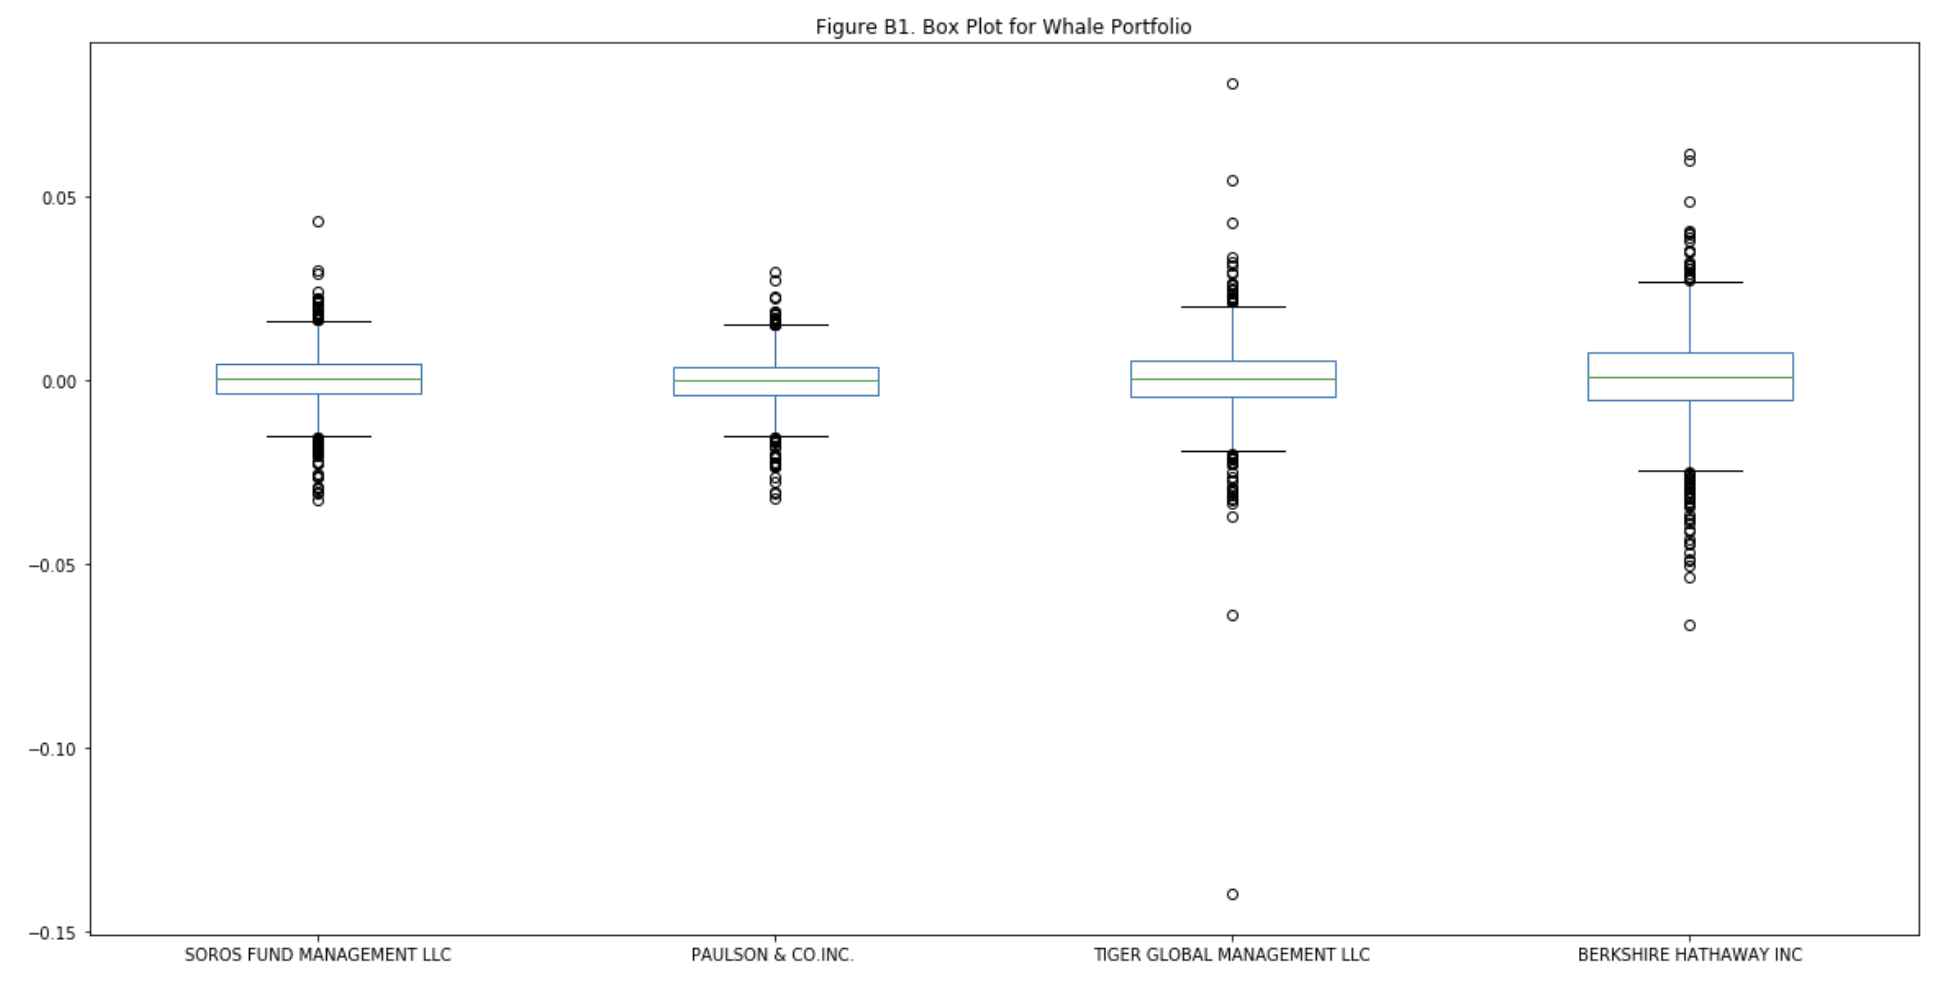 Figure B1. Box Plot for Whale Portfolio
0.05
0.00
−0.05
−0.10
−0.15
SOROS FUND MANAGEMENT LLC
PAULSON & CO.INC.
TIGER GLOBAL MANAGEMENT LLC
BERKSHIRE HATHAWAY INC